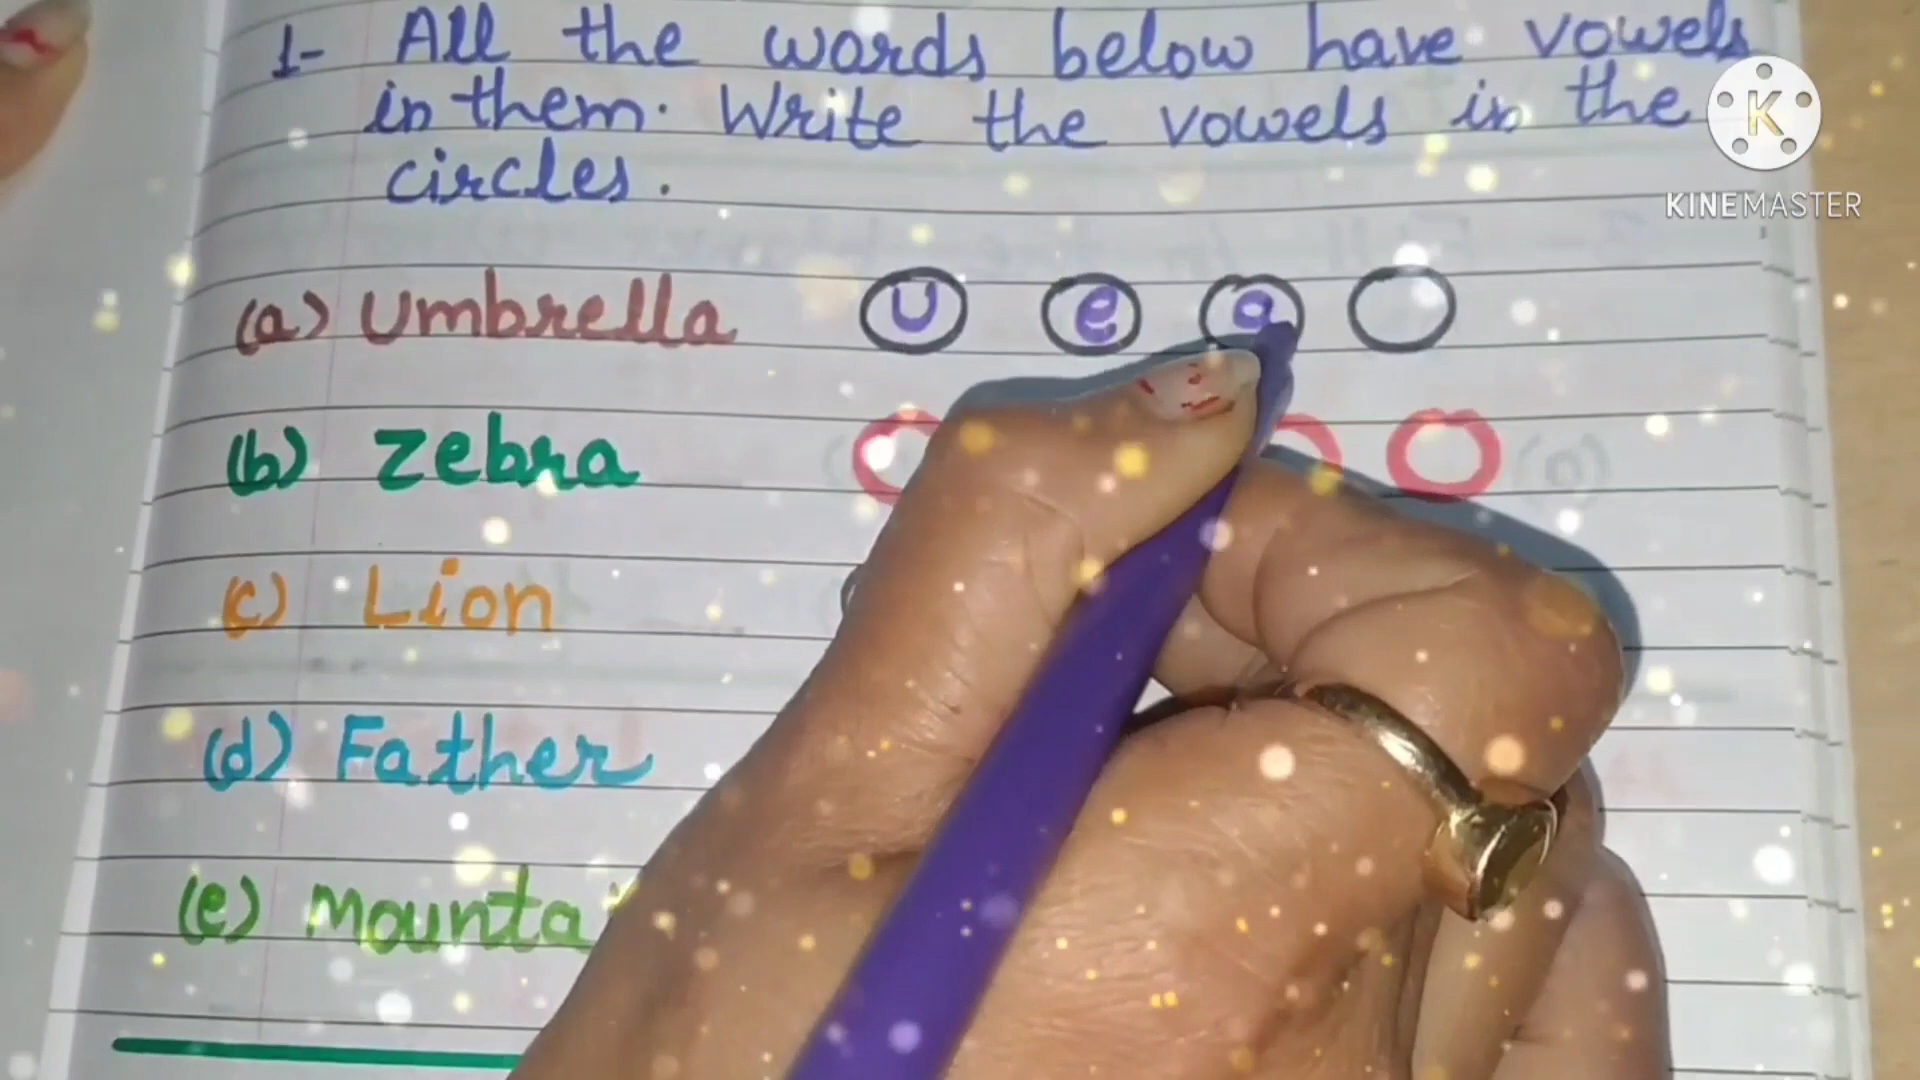 1- All the words below have vowels
in them. Write the vowels in the
circles.
K
KINEMASTER
(a) Umbrella U e a
(b) Zebra
(c) Lion
(d) Father
(e) Mounta